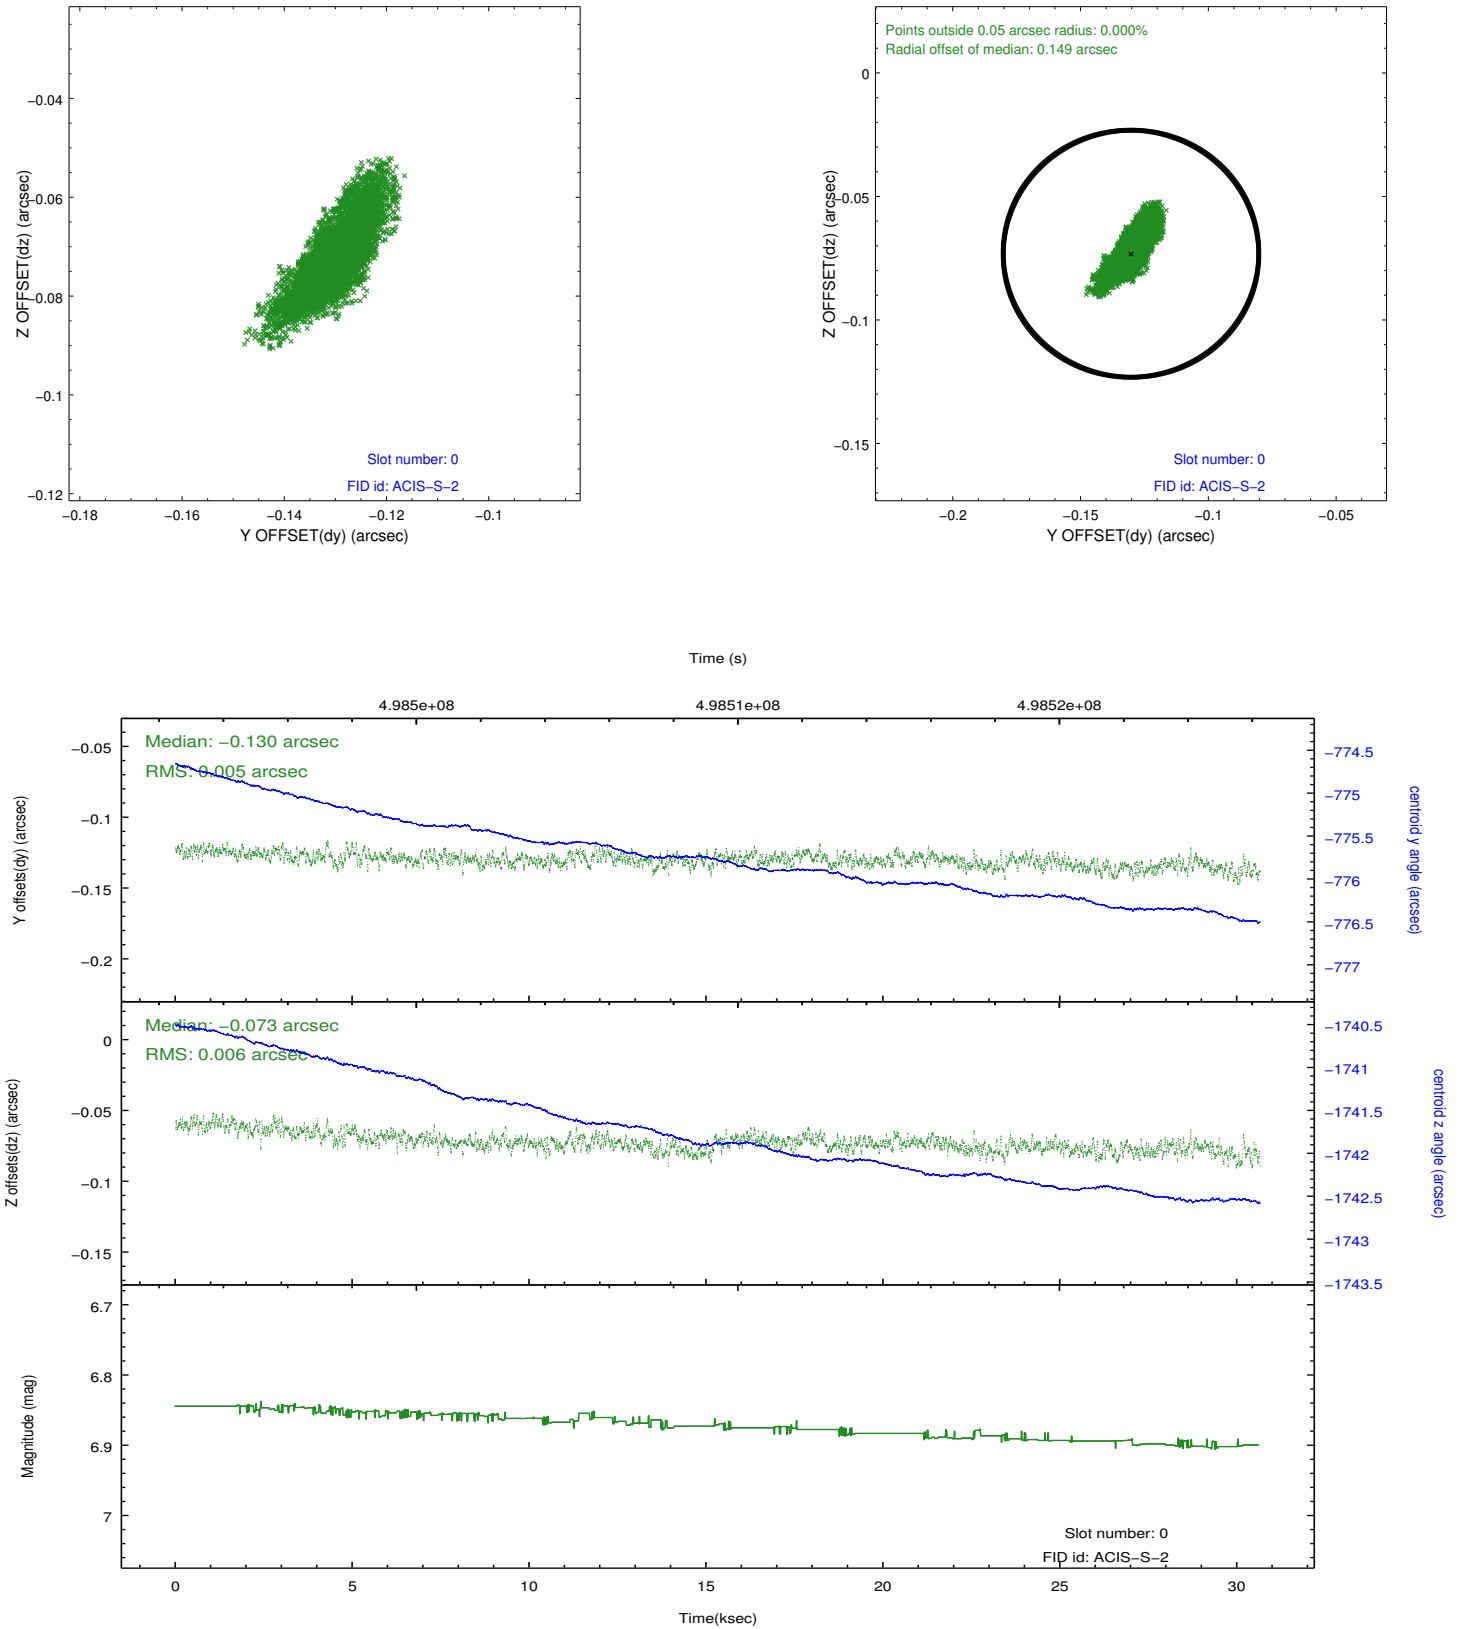 −0.04
−0.06
−0.08
−0.1
−0.12
Z OFFSET(dz) (arcsec)
Slot number: 0
FID id: ACIS−S−2
−0.18 −0.16 −0.14 −0.12 −0.1
Y OFFSET(dy) (arcsec)
Points outside 0.05 arcsec radius: 0.000%
Radial offset of median: 0.149 arcsec
0
−0.05
−0.1
−0.15
Z OFFSET(dz) (arcsec)
Slot number: 0
FID id: ACIS−S−2
−0.2 −0.15 −0.1 −0.05
Y OFFSET(dy) (arcsec)
Time (s)
4.985e+08 4.9851e+08 4.9852e+08
Median: −0.130 arcsec
RMS: 0.005 arcsec
−0.05
−0.1
−0.15
−0.2
Y offsets(dy) (arcsec)
−774.5
−775
−775.5
−776
−776.5
−777
centroid y angle (arcsec)
Median: −0.073 arcsec
RMS: 0.006 arcsec
0
−0.05
−0.1
−0.15
Z offsets(dz) (arcsec)
−1740.5
−1741
−1741.5
−1742
−1742.5
−1743
−1743.5
centroid z angle (arcsec)
6.7
6.8
6.9
7
Magnitude (mag)
Slot number: 0
FID id: ACIS−S−2
0 5 10 15 20 25 30
Time(ksec)